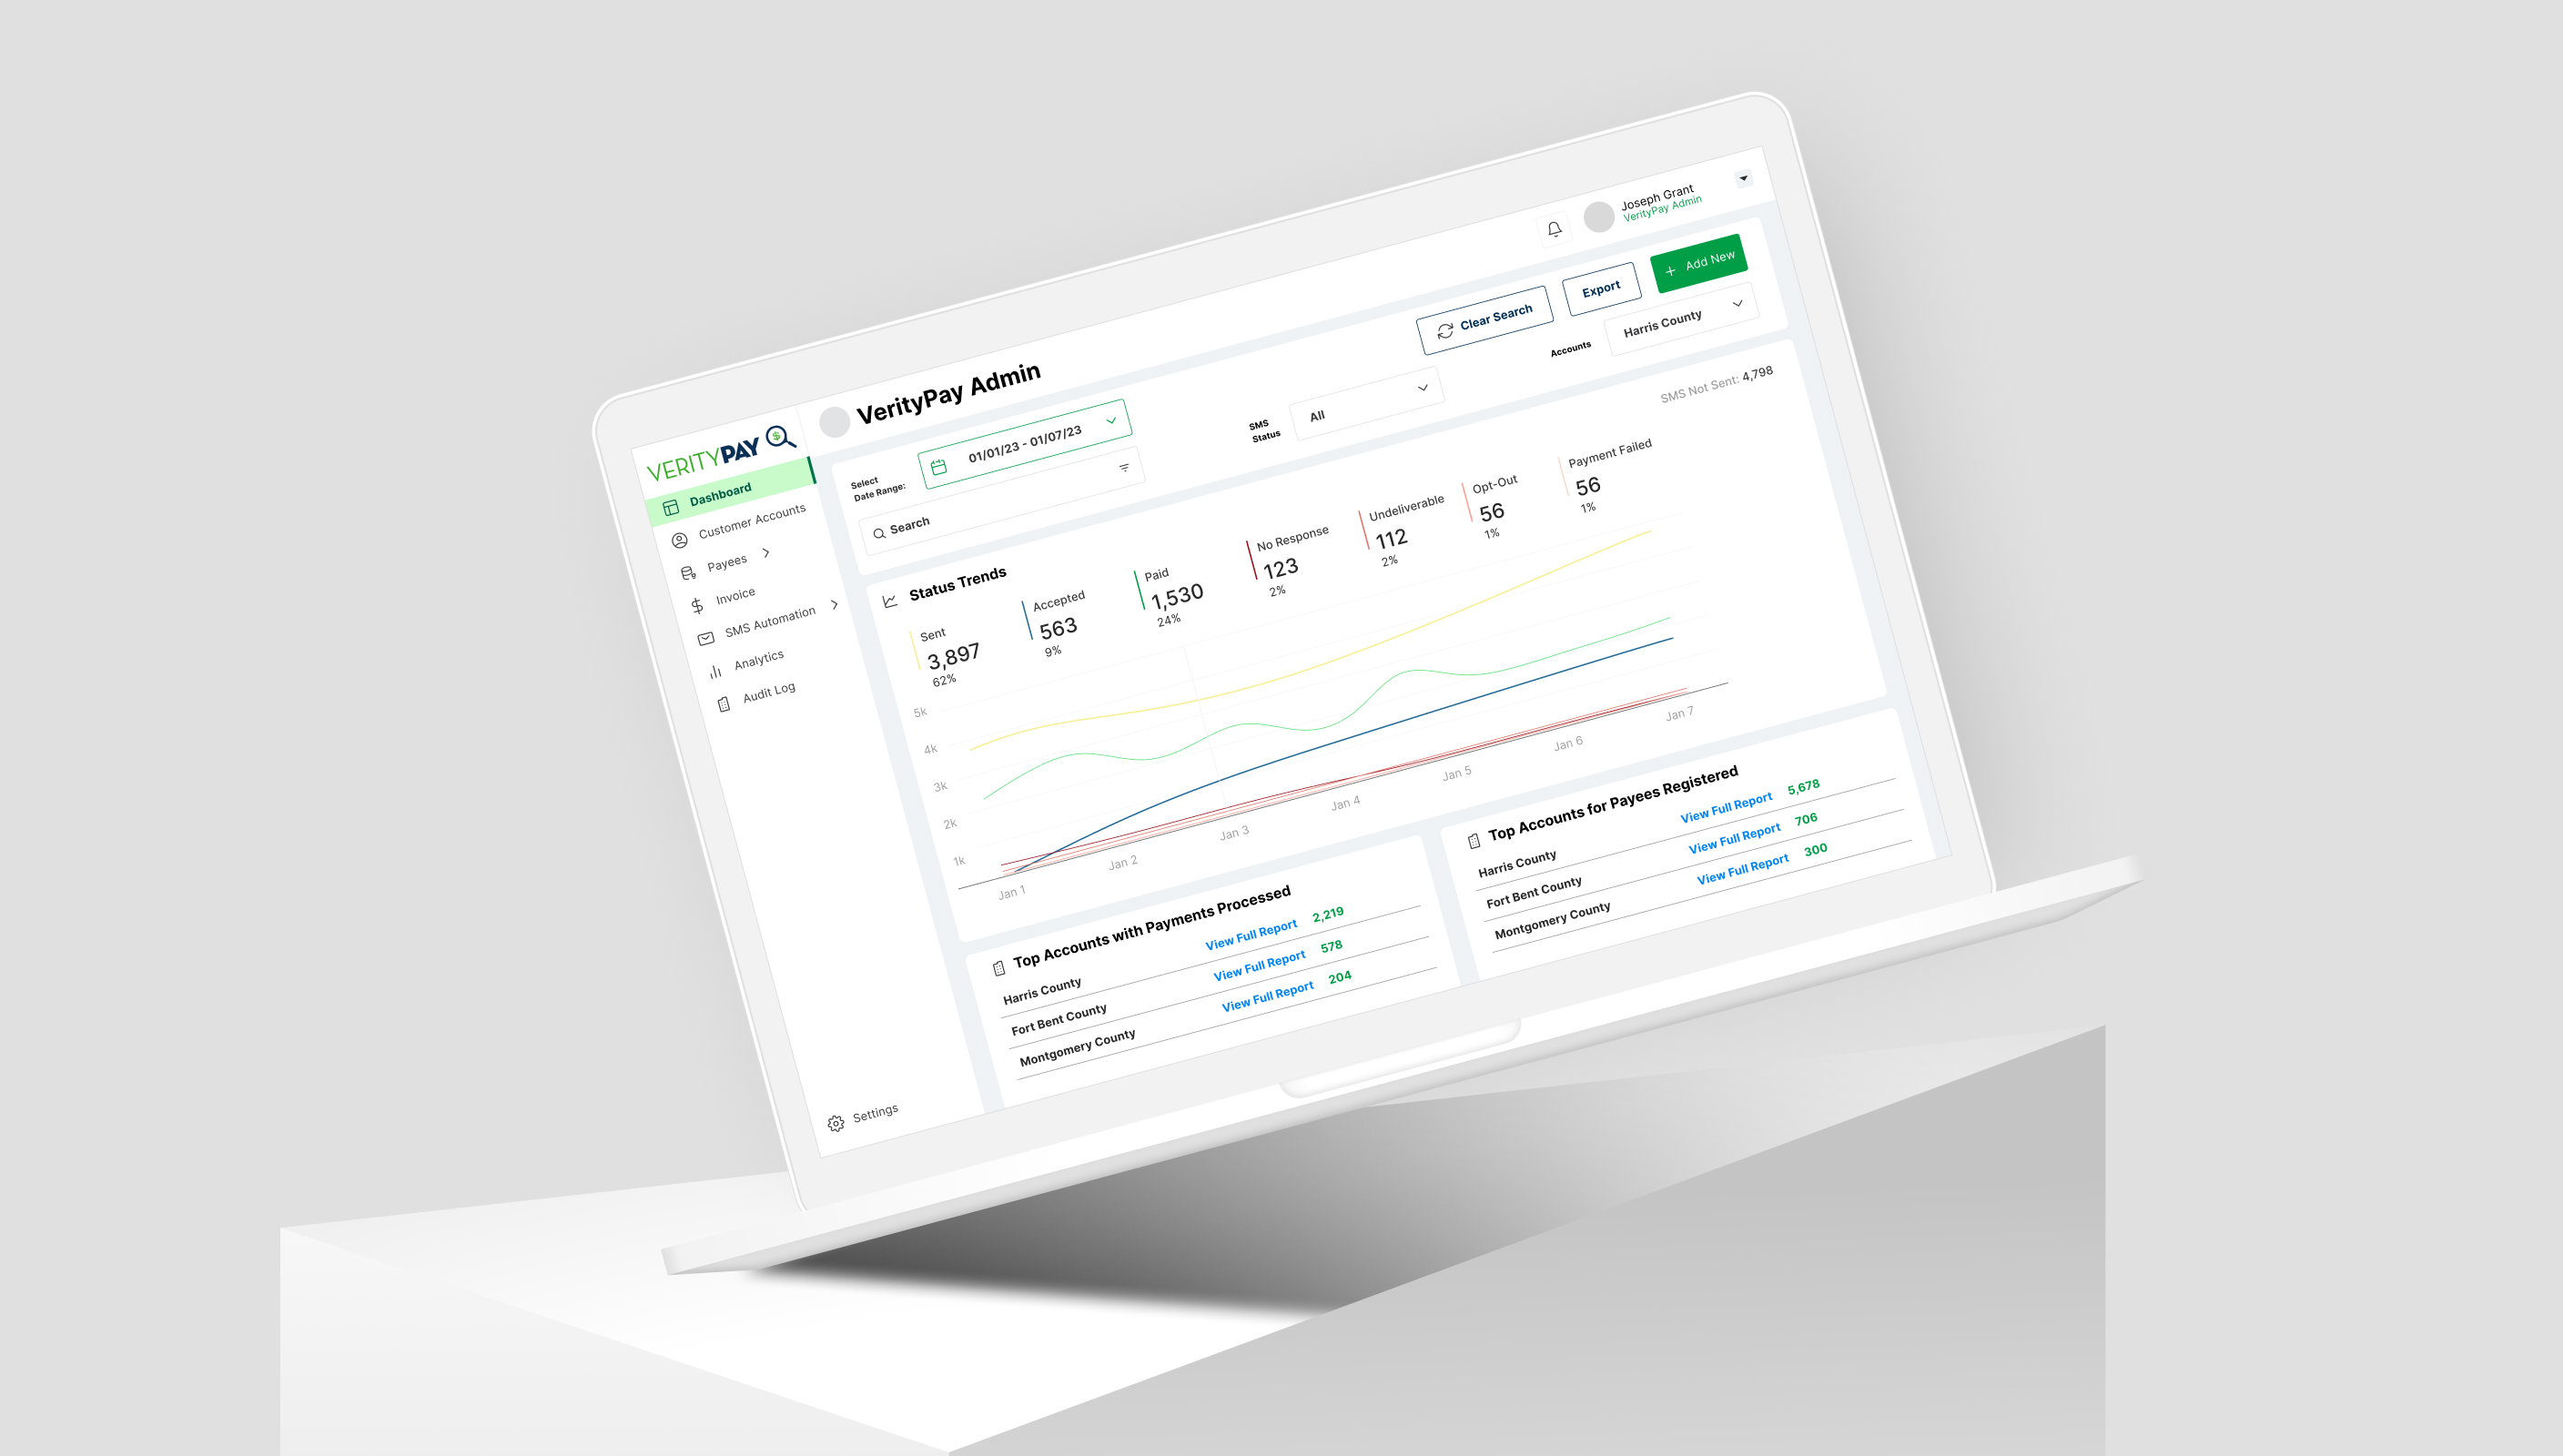 Joseph Grant
VerityPay Admin
VERITYPAY
VerityPay Admin
Clear Search
Export
+ Add New
Select
Date Range:
01/01/23 - 01/07/23
SMS
Status
All
Accounts
Harris County
Search
Dashboard
Customer Accounts
Payees
Invoice
SMS Automation
Analytics
Audit Log
Settings
Status Trends
SMS Not Sent: 4,798
Sent
3,897
62%
Accepted
563
9%
Paid
1,530
24%
No Response
123
2%
Undeliverable
112
2%
Opt-Out
56
1%
Payment Failed
56
1%
5k
4k
3k
2k
1k
Jan 1
Jan 2
Jan 3
Jan 4
Jan 5
Jan 6
Jan 7
Top Accounts with Payments Processed
Harris County View Full Report 2,219
Fort Bent County View Full Report 578
Montgomery County View Full Report 204
Top Accounts for Payees Registered
Harris County View Full Report 5,678
Fort Bent County View Full Report 706
Montgomery County View Full Report 300